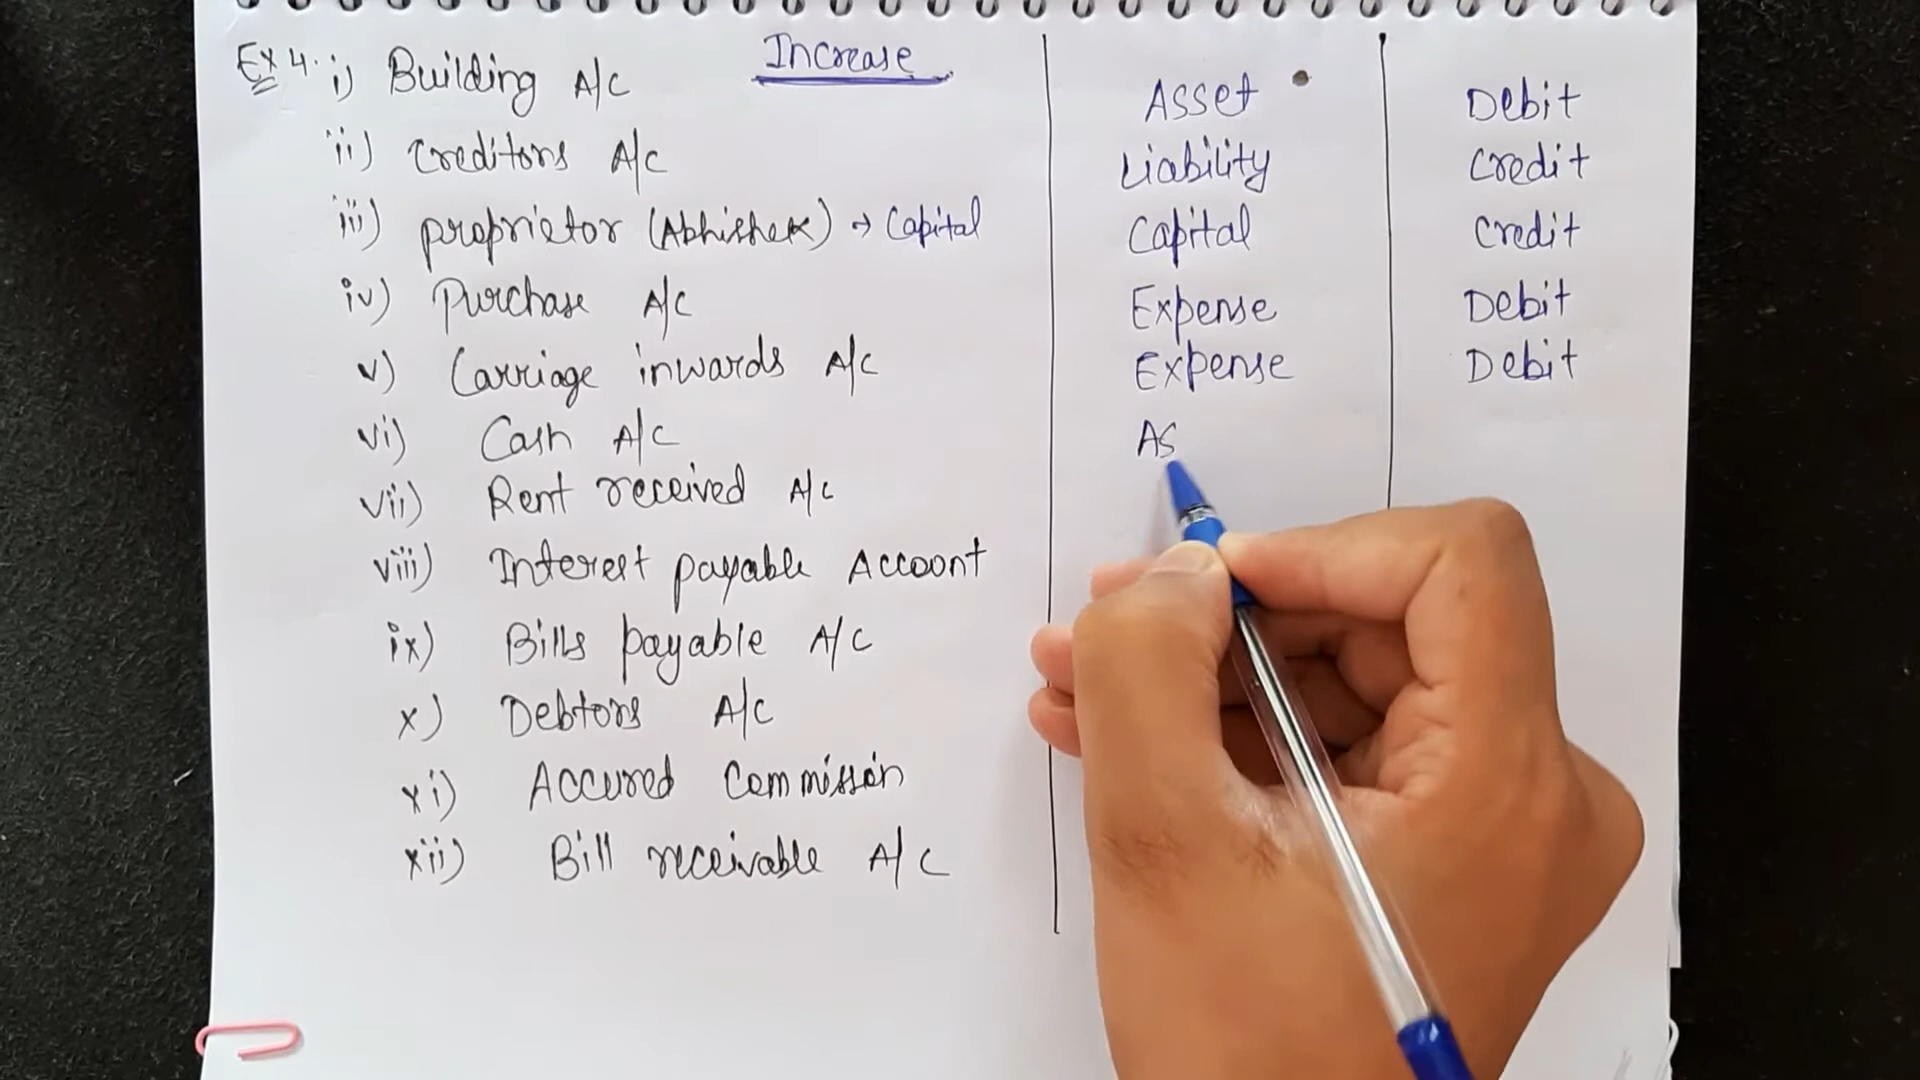 Ex 4. i) Building A/C Increase Asset Debit
ii) Creditors A/C Liability Credit
iii) proprietor (Abhishek) → Capital Capital Credit
iv) Purchase A/C Expense Debit
v) Carriage inwards A/C Expense Debit
vi) Cash A/C AS
vii) Rent received A/C
viii) Interest payable Account
ix) Bills payable A/C
x) Debtors A/C
xi) Accured Commission
xii) Bill receivable A/C